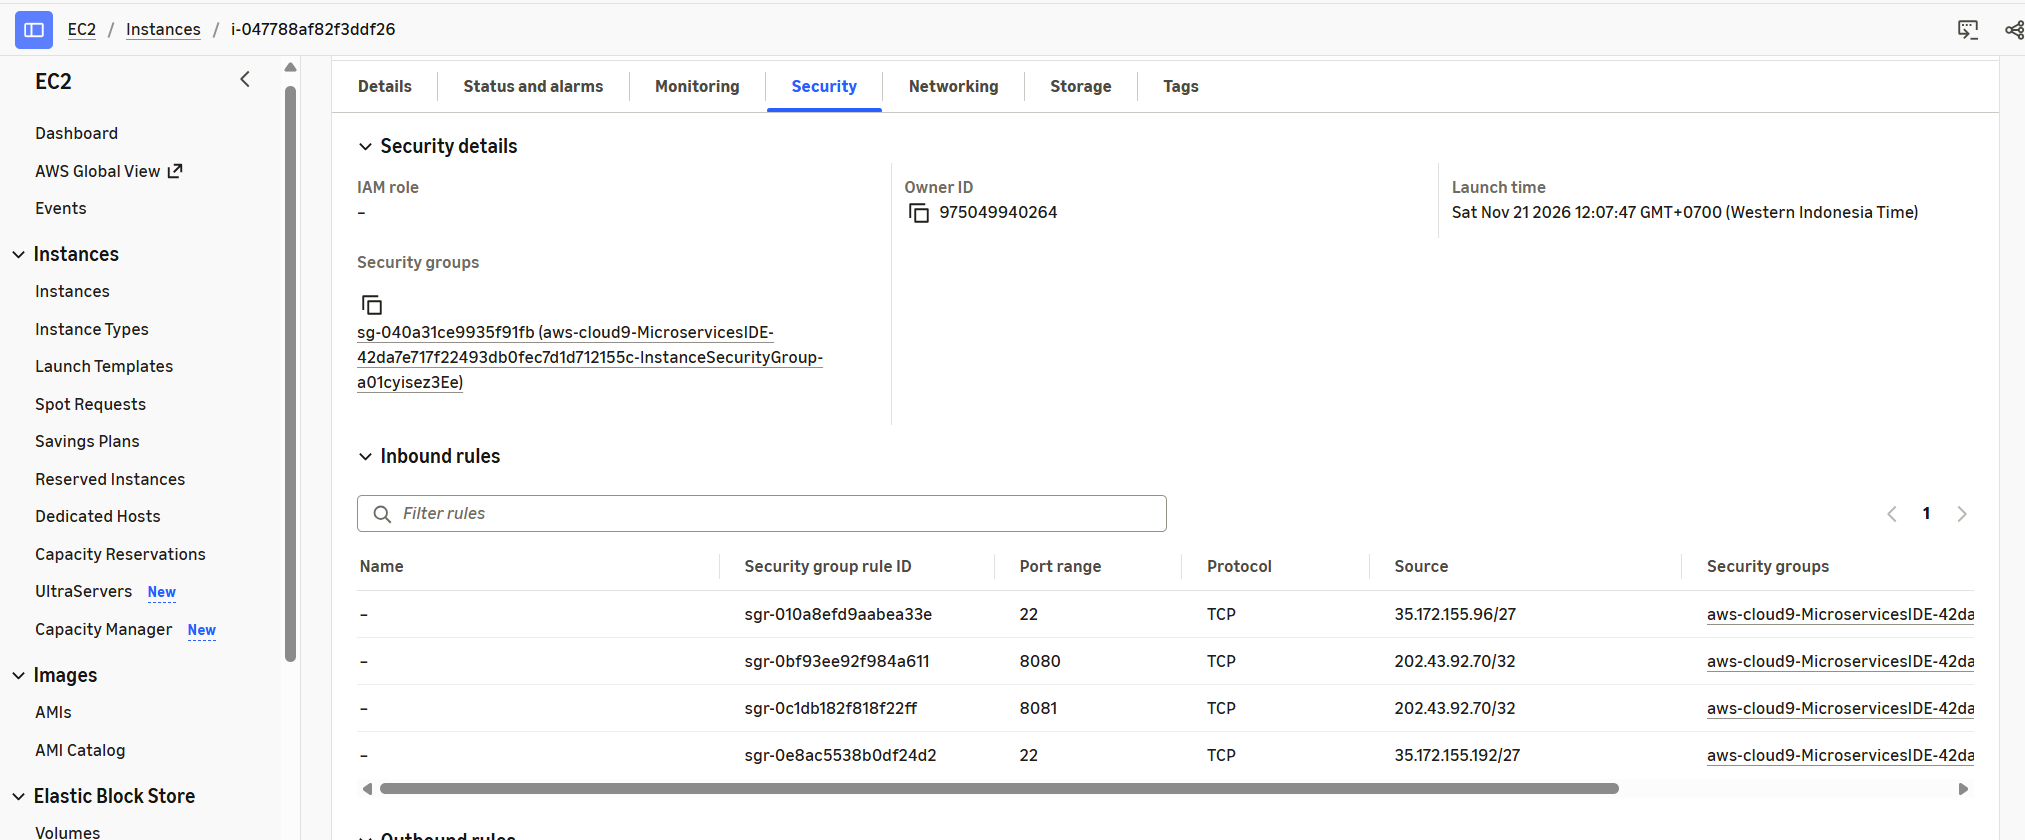 EC2 / Instances / i-047788af82f3ddf26
EC2
Dashboard
AWS Global View
Events
Instances
Instances
Instance Types
Launch Templates
Spot Requests
Savings Plans
Reserved Instances
Dedicated Hosts
Capacity Reservations
UltraServers New
Capacity Manager New
Images
AMIs
AMI Catalog
Elastic Block Store
Volumes
Details Status and alarms Monitoring Security Networking Storage Tags
Security details
IAM role
–
Owner ID
975049940264
Launch time
Sat Nov 21 2026 12:07:47 GMT+0700 (Western Indonesia Time)
Security groups
sg-040a31ce9935f91fb (aws-cloud9-MicroservicesIDE-
42da7e717f22493db0fec7d1d712155c-InstanceSecurityGroup-
a01cyisez3Ee)
Inbound rules
Filter rules
1
Name Security group rule ID Port range Protocol Source Security groups
– sgr-010a8efd9aabea33e 22 TCP 35.172.155.96/27 aws-cloud9-MicroservicesIDE-42da
– sgr-0bf93ee92f984a611 8080 TCP 202.43.92.70/32 aws-cloud9-MicroservicesIDE-42da
– sgr-0c1db182f818f22ff 8081 TCP 202.43.92.70/32 aws-cloud9-MicroservicesIDE-42da
– sgr-0e8ac5538b0df24d2 22 TCP 35.172.155.192/27 aws-cloud9-MicroservicesIDE-42da
Outbound rules